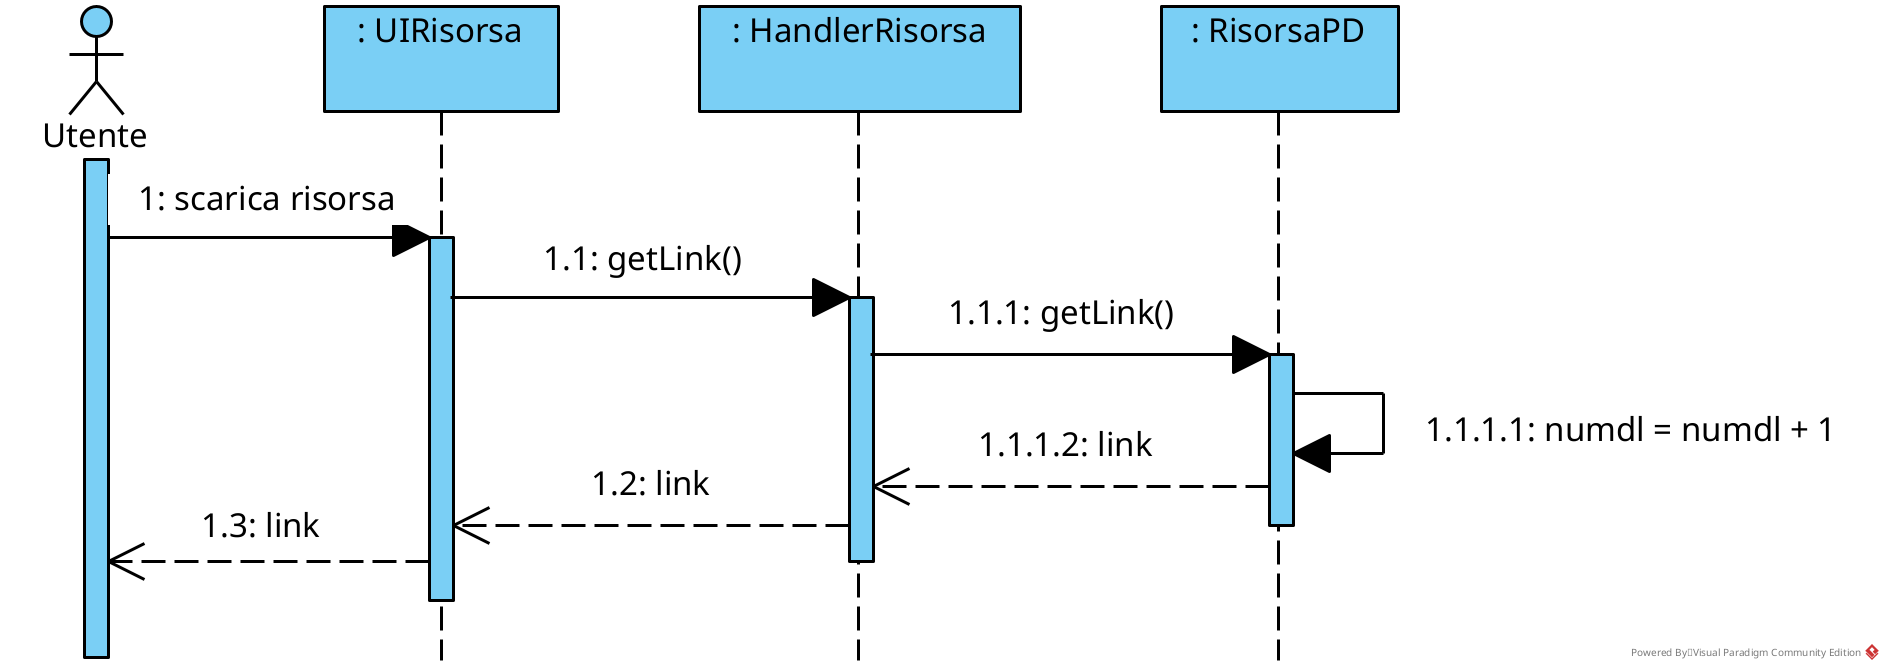 : UIRisorsa
: HandlerRisorsa
: RisorsaPD
Utente
1: scarica risorsa
1.1: getLink()
1.1.1: getLink()
1.1.1.1: numdl = numdl + 1
1.1.1.2: link
1.2: link
1.3: link
Powered By Visual Paradigm Community Edition